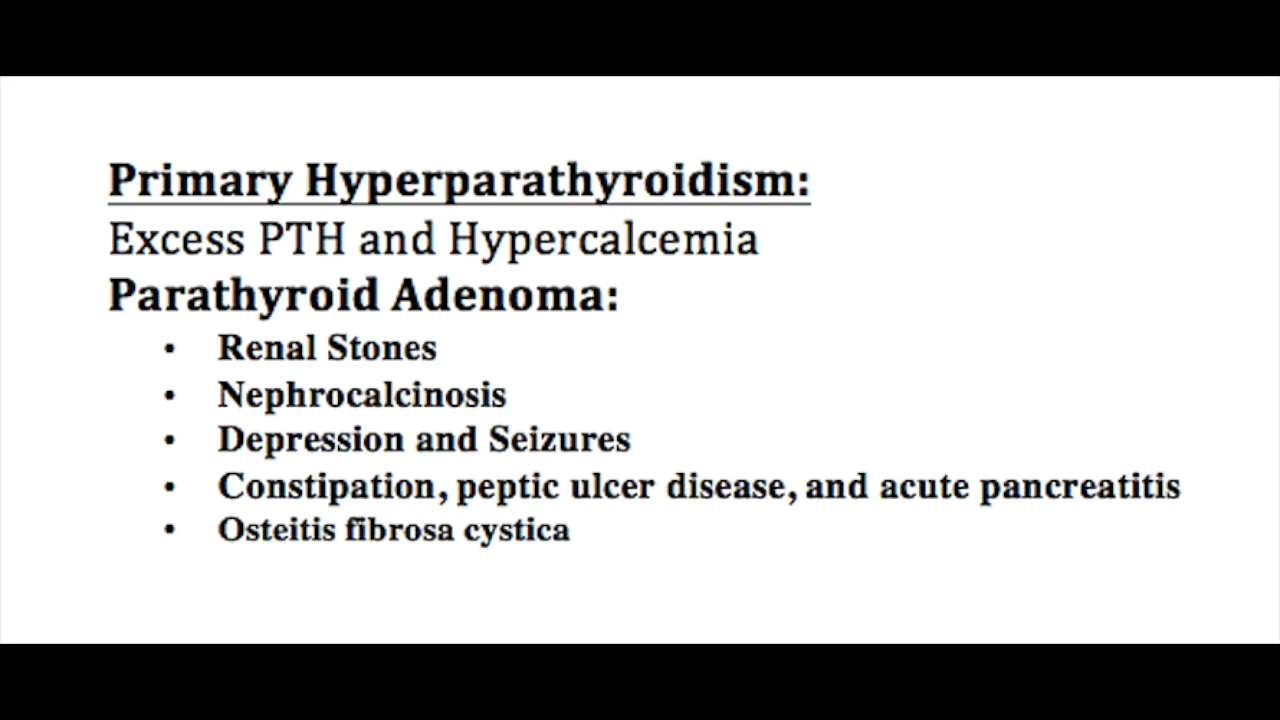 Primary Hyperparathyroidism:
Excess PTH and Hypercalcemia
Parathyroid Adenoma:
• Renal Stones
• Nephrocalcinosis
• Depression and Seizures
• Constipation, peptic ulcer disease, and acute pancreatitis
• Osteitis fibrosa cystica